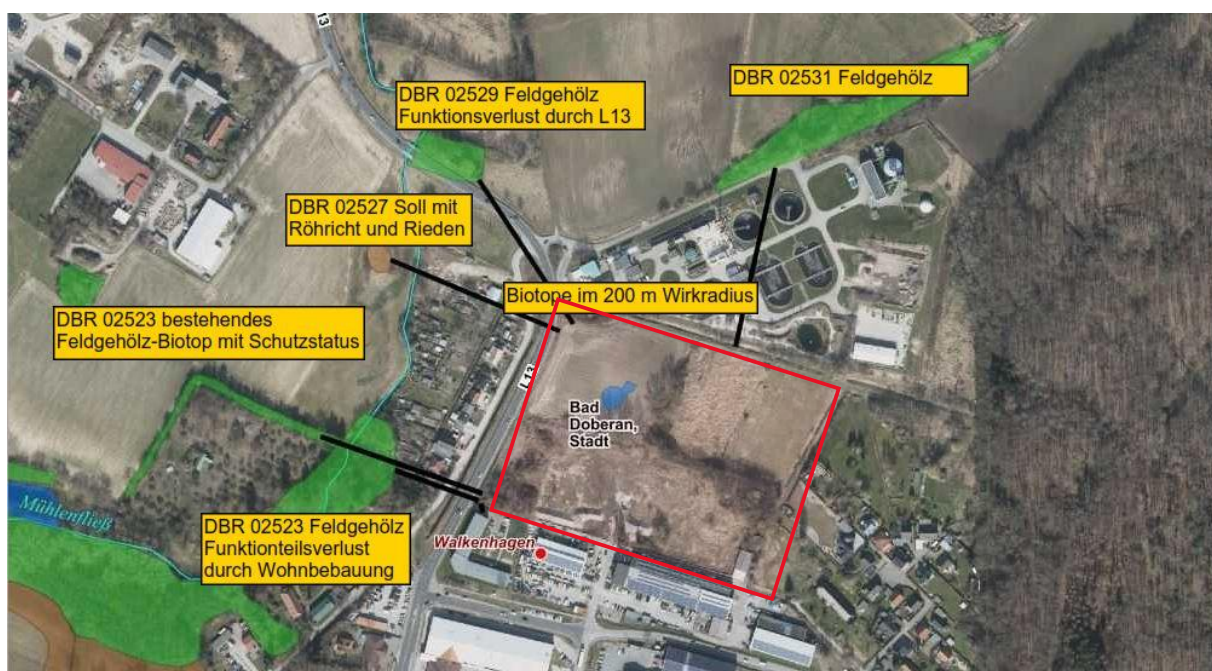 13
DBR 02529 Feldgehölz
Funktionsverlust durch L13
DBR 02531 Feldgehölz
DBR 02527 Soll mit
Röhricht und Rieden
Biotope im 200 m Wirkradius
DBR 02523 bestehendes
Feldgehölz-Biotop mit Schutzstatus
L13
Bad
Doberan,
Stadt
Mühlenfließ
DBR 02523 Feldgehölz
Funktionteilsverlust
durch Wohnbebauung
Walkenhagen